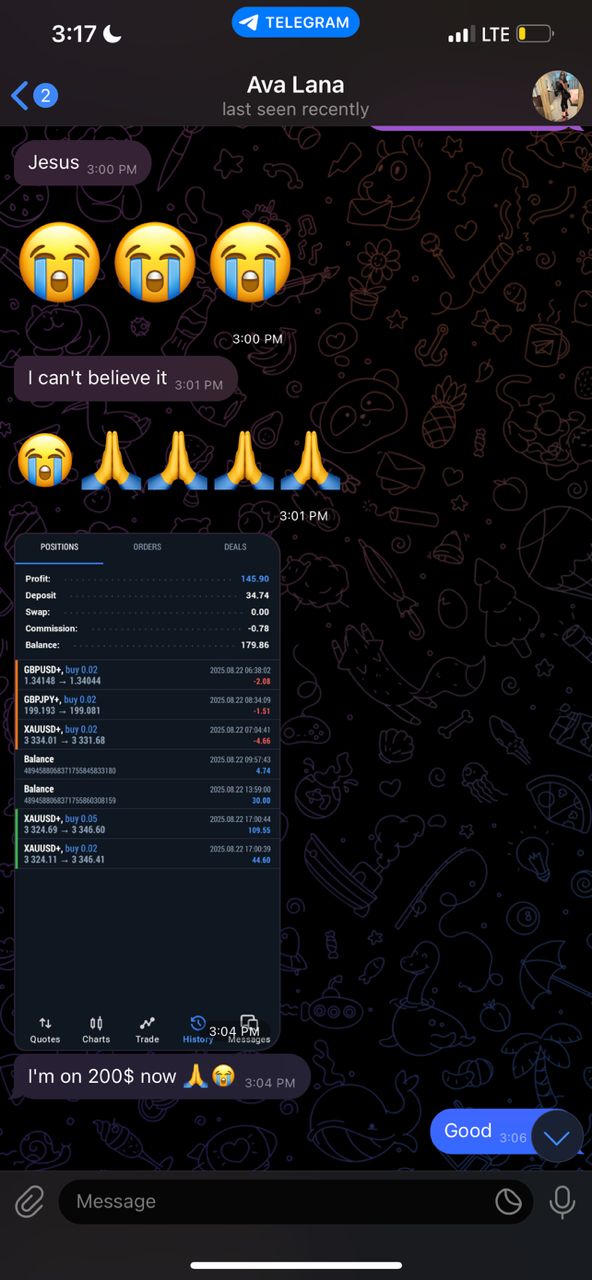 3:17
TELEGRAM
LTE
2
Ava Lana
last seen recently
Jesus 3:00 PM
3:00 PM
I can't believe it 3:01 PM
3:01 PM
POSITIONS ORDERS DEALS
Profit: 145.90
Deposit 34.74
Swap: 0.00
Commission: -0.78
Balance: 179.86
GBPUSD+, buy 0.02 2025.08.22 06:38:02
1.34148 → 1.34044 -2.08
GBPJPY+, buy 0.02 2025.08.22 08:34:09
199.193 → 199.081 -1.51
XAUUSD+, buy 0.02 2025.08.22 07:04:41
3 334.01 → 3 331.68 -4.66
Balance 2025.08.22 09:57:43
4894588068371755845833180 4.74
Balance 2025.08.22 13:59:00
4894588068371755860308159 30.00
XAUUSD+, buy 0.05 2025.08.22 17:00:44
3 324.69 → 3 346.60 109.55
XAUUSD+, buy 0.02 2025.08.22 17:00:39
3 324.11 → 3 346.41 44.60
Quotes Charts Trade History Messages
3:04 PM
I'm on 200$ now 🙏😭 3:04 PM
Good 3:06
Message